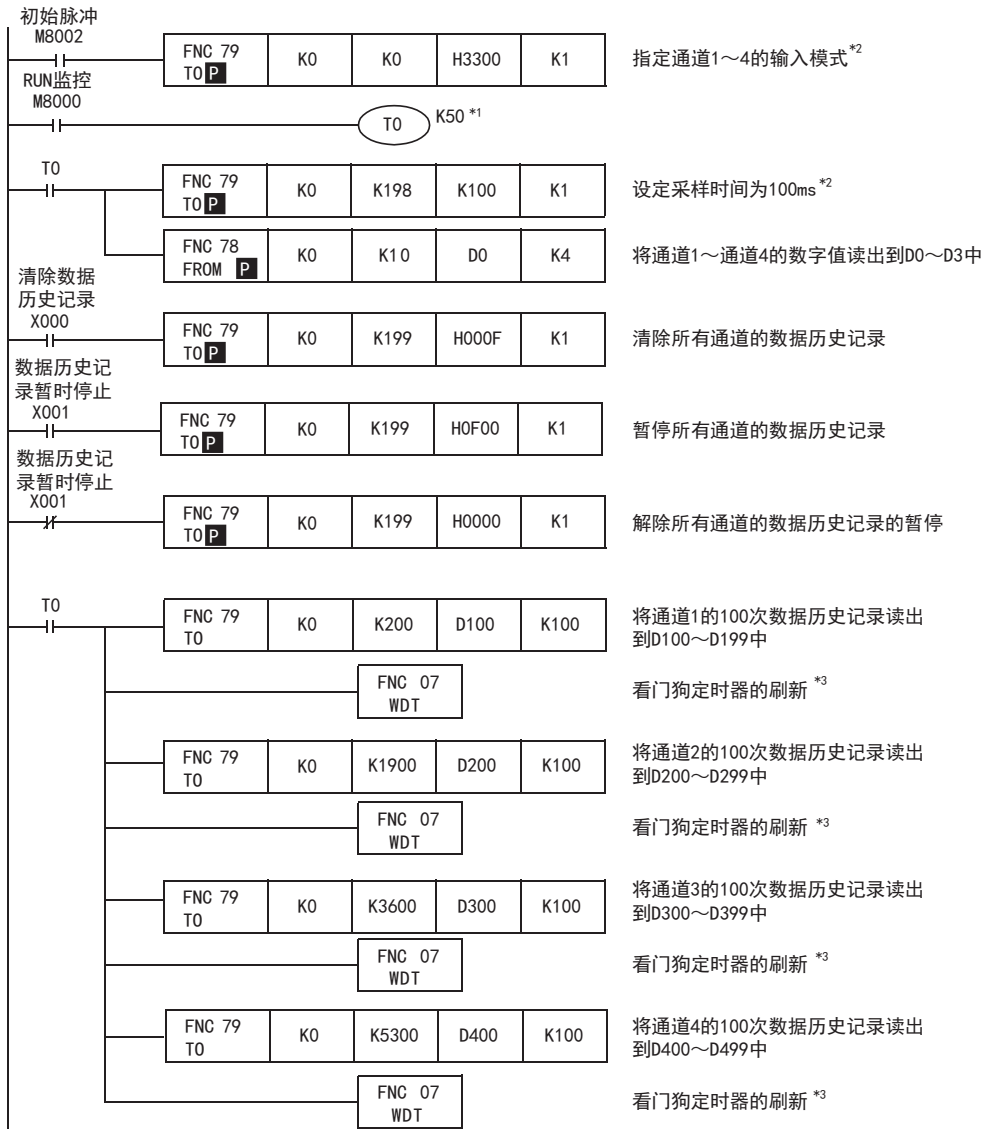 初始脉冲
M8002
FNC 79
TO P
K0
K0
H3300
K1
指定通道1～4的输入模式*2
RUN监控
M8000
T0
K50 *1
T0
FNC 79
TO P
K0
K198
K100
K1
设定采样时间为100ms*2
FNC 78
FROM P
K0
K10
D0
K4
将通道1～通道4的数字值读出到D0～D3中
清除数据
历史记录
X000
FNC 79
TO P
K0
K199
H000F
K1
清除所有通道的数据历史记录
数据历史记
录暂时停止
X001
FNC 79
TO P
K0
K199
H0F00
K1
暂停所有通道的数据历史记录
数据历史记
录暂时停止
X001
FNC 79
TO P
K0
K199
H0000
K1
解除所有通道的数据历史记录的暂停
T0
FNC 79
TO
K0
K200
D100
K100
将通道1的100次数据历史记录读出
到D100～D199中
FNC 07
WDT
看门狗定时器的刷新 *3
FNC 79
TO
K0
K1900
D200
K100
将通道2的100次数据历史记录读出
到D200～D299中
FNC 07
WDT
看门狗定时器的刷新 *3
FNC 79
TO
K0
K3600
D300
K100
将通道3的100次数据历史记录读出
到D300～D399中
FNC 07
WDT
看门狗定时器的刷新 *3
FNC 79
TO
K0
K5300
D400
K100
将通道4的100次数据历史记录读出
到D400～D499中
FNC 07
WDT
看门狗定时器的刷新 *3